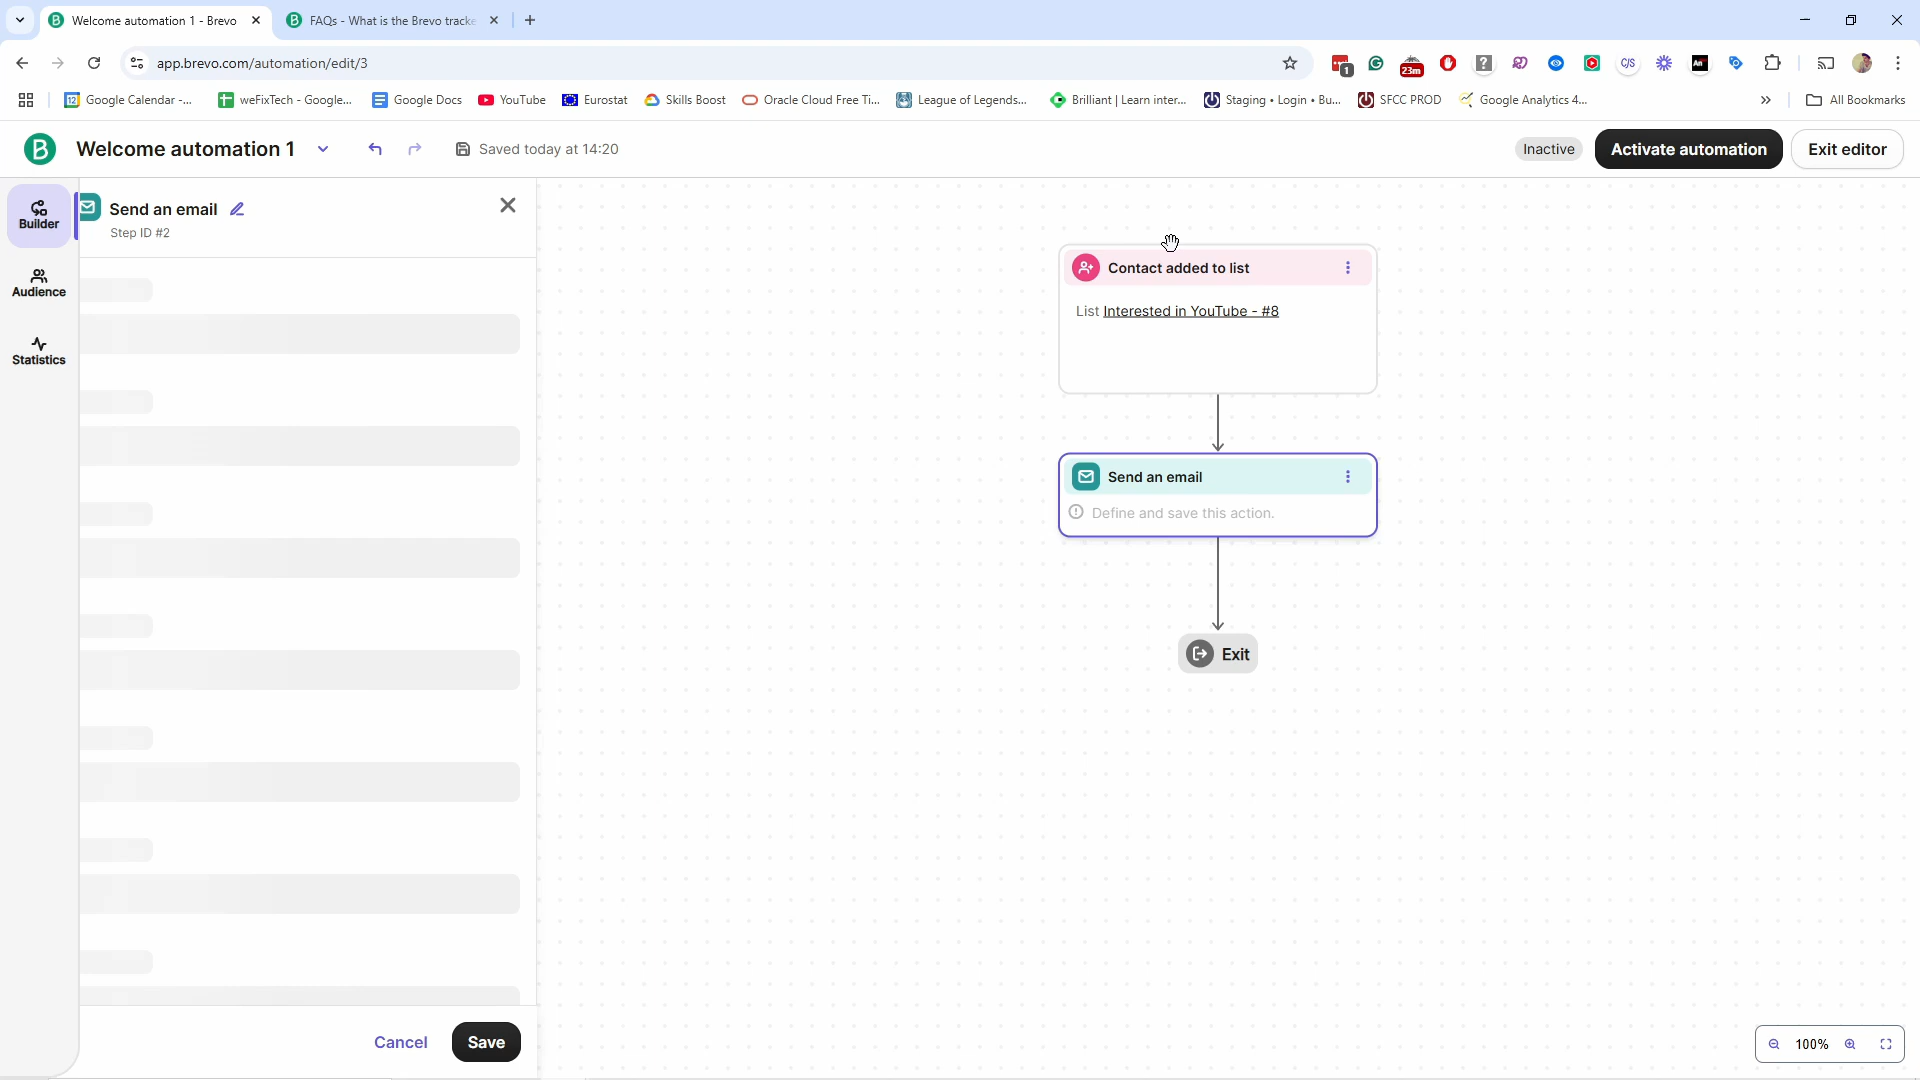 Welcome automation 1 - Brevo
FAQs - What is the Brevo tracke
app.brevo.com/automation/edit/3
1
23m
C/S
An
Google Calendar -...
weFixTech - Google...
Google Docs
YouTube
Eurostat
Skills Boost
Oracle Cloud Free Ti...
League of Legends...
Brilliant | Learn inter...
Staging • Login • Bu...
SFCC PROD
Google Analytics 4...
All Bookmarks
B
Welcome automation 1
Saved today at 14:20
Inactive
Activate automation
Exit editor
Builder
Audience
Statistics
Send an email
Step ID #2
Contact added to list
List Interested in YouTube - #8
Send an email
Define and save this action.
Exit
Cancel
Save
100%